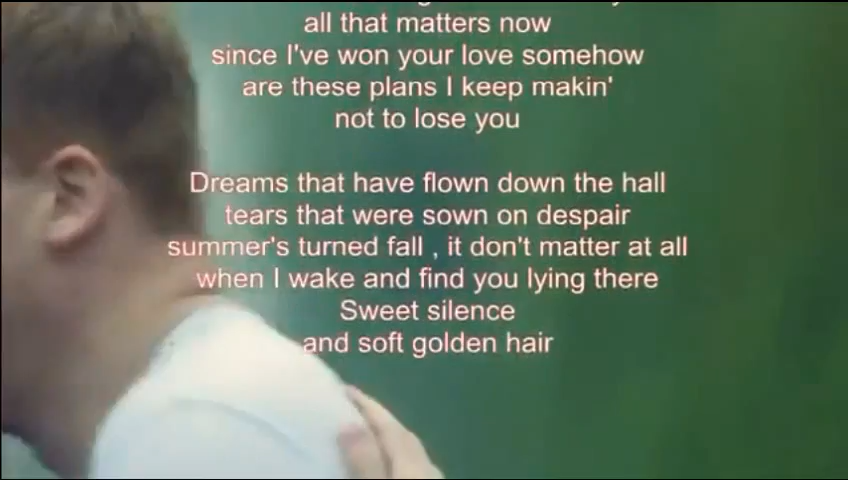 all that matters now
since I've won your love somehow
are these plans I keep makin'
not to lose you
Dreams that have flown down the hall
tears that were sown on despair
summer's turned fall , it don't matter at all
when I wake and find you lying there
Sweet silence
and soft golden hair